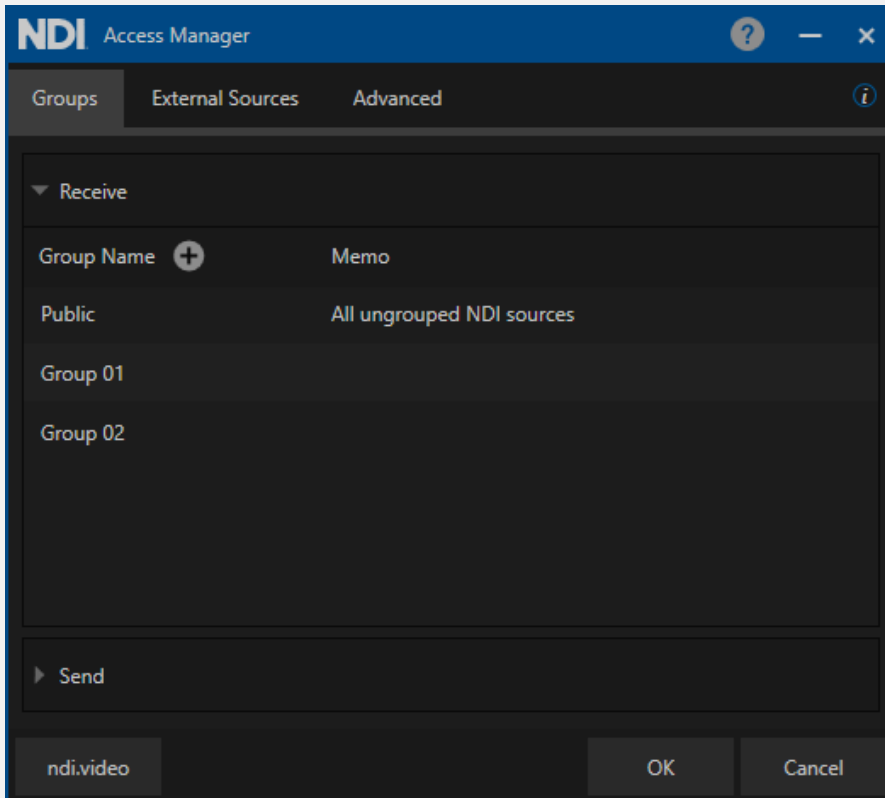 NDI Access Manager ?
Groups External Sources Advanced i
Receive
Group Name Memo
Public All ungrouped NDI sources
Group 01
Group 02
Send
ndi.video OK Cancel